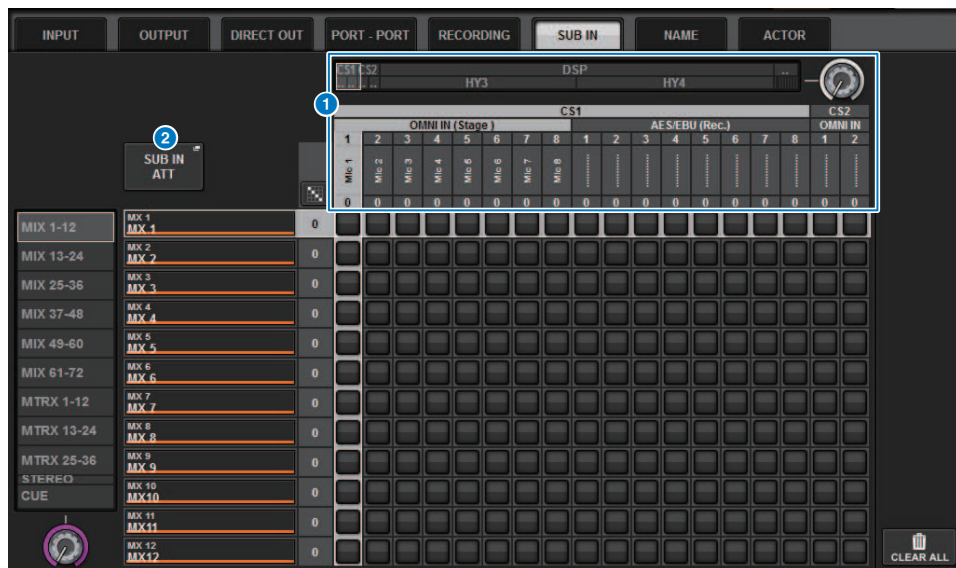 INPUT OUTPUT DIRECT OUT PORT - PORT RECORDING SUB IN NAME ACTOR
CS1 CS2 DSP ..
.. .. .. .. HY3 HY4
1
CS1 CS2
OMNI IN (Stage ) AES/EBU (Rec.) OMNI IN
1 2 3 4 5 6 7 8 1 2 3 4 5 6 7 8 1 2
Mic 1 Mic 2 Mic 3 Mic 4 Mic 5 Mic 6 Mic 7 Mic 8
0 0 0 0 0 0 0 0 0 0 0 0 0 0 0 0 0 0
2
SUB IN
ATT
MIX 1-12
MIX 13-24
MIX 25-36
MIX 37-48
MIX 49-60
MIX 61-72
MTRX 1-12
MTRX 13-24
MTRX 25-36
STEREO
CUE
MX 1
MX 1 0
MX 2
MX 2 0
MX 3
MX 3 0
MX 4
MX 4 0
MX 5
MX 5 0
MX 6
MX 6 0
MX 7
MX 7 0
MX 8
MX 8 0
MX 9
MX 9 0
MX 10
MX10 0
MX 11
MX11 0
MX 12
MX12 0
CLEAR ALL